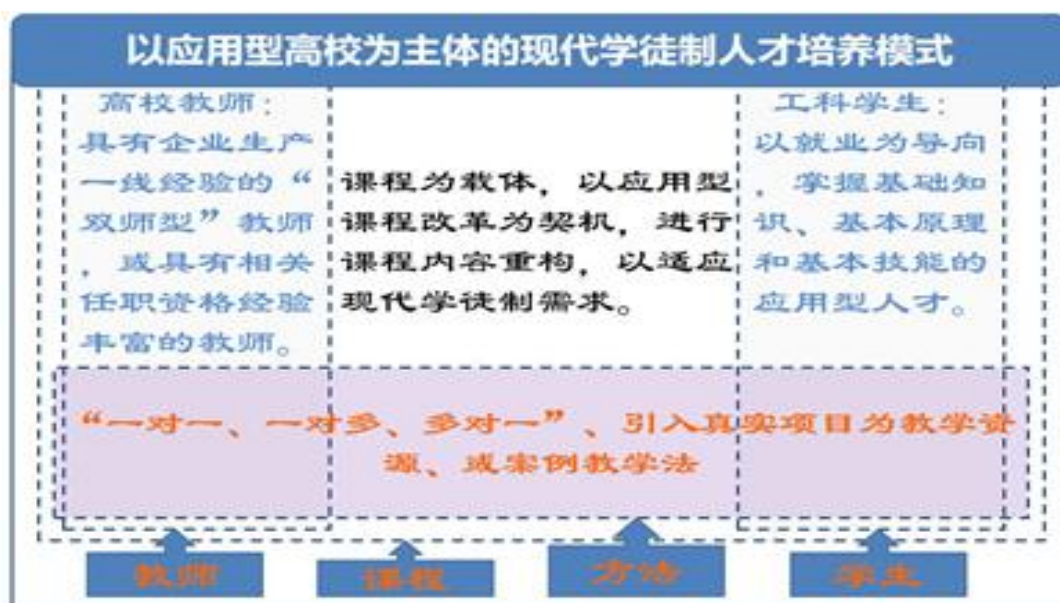 以应用型高校为主体的现代学徒制人才培养模式
高校教师：
具有企业生产
一线经验的“
双师型”教师
，或具有相关
任职资格经验
丰富的教师。
课程为载体，以应用型
课程改革为契机，进行
课程内容重构，以适应
现代学徒制需求。
工科学生：
以就业为导向
，掌握基础知
识、基本原理
和基本技能的
应用型人才。
“一对一、一对多、多对一”、引入真实项目为教学资
源、或案例教学法
教师
课程
方法
学生